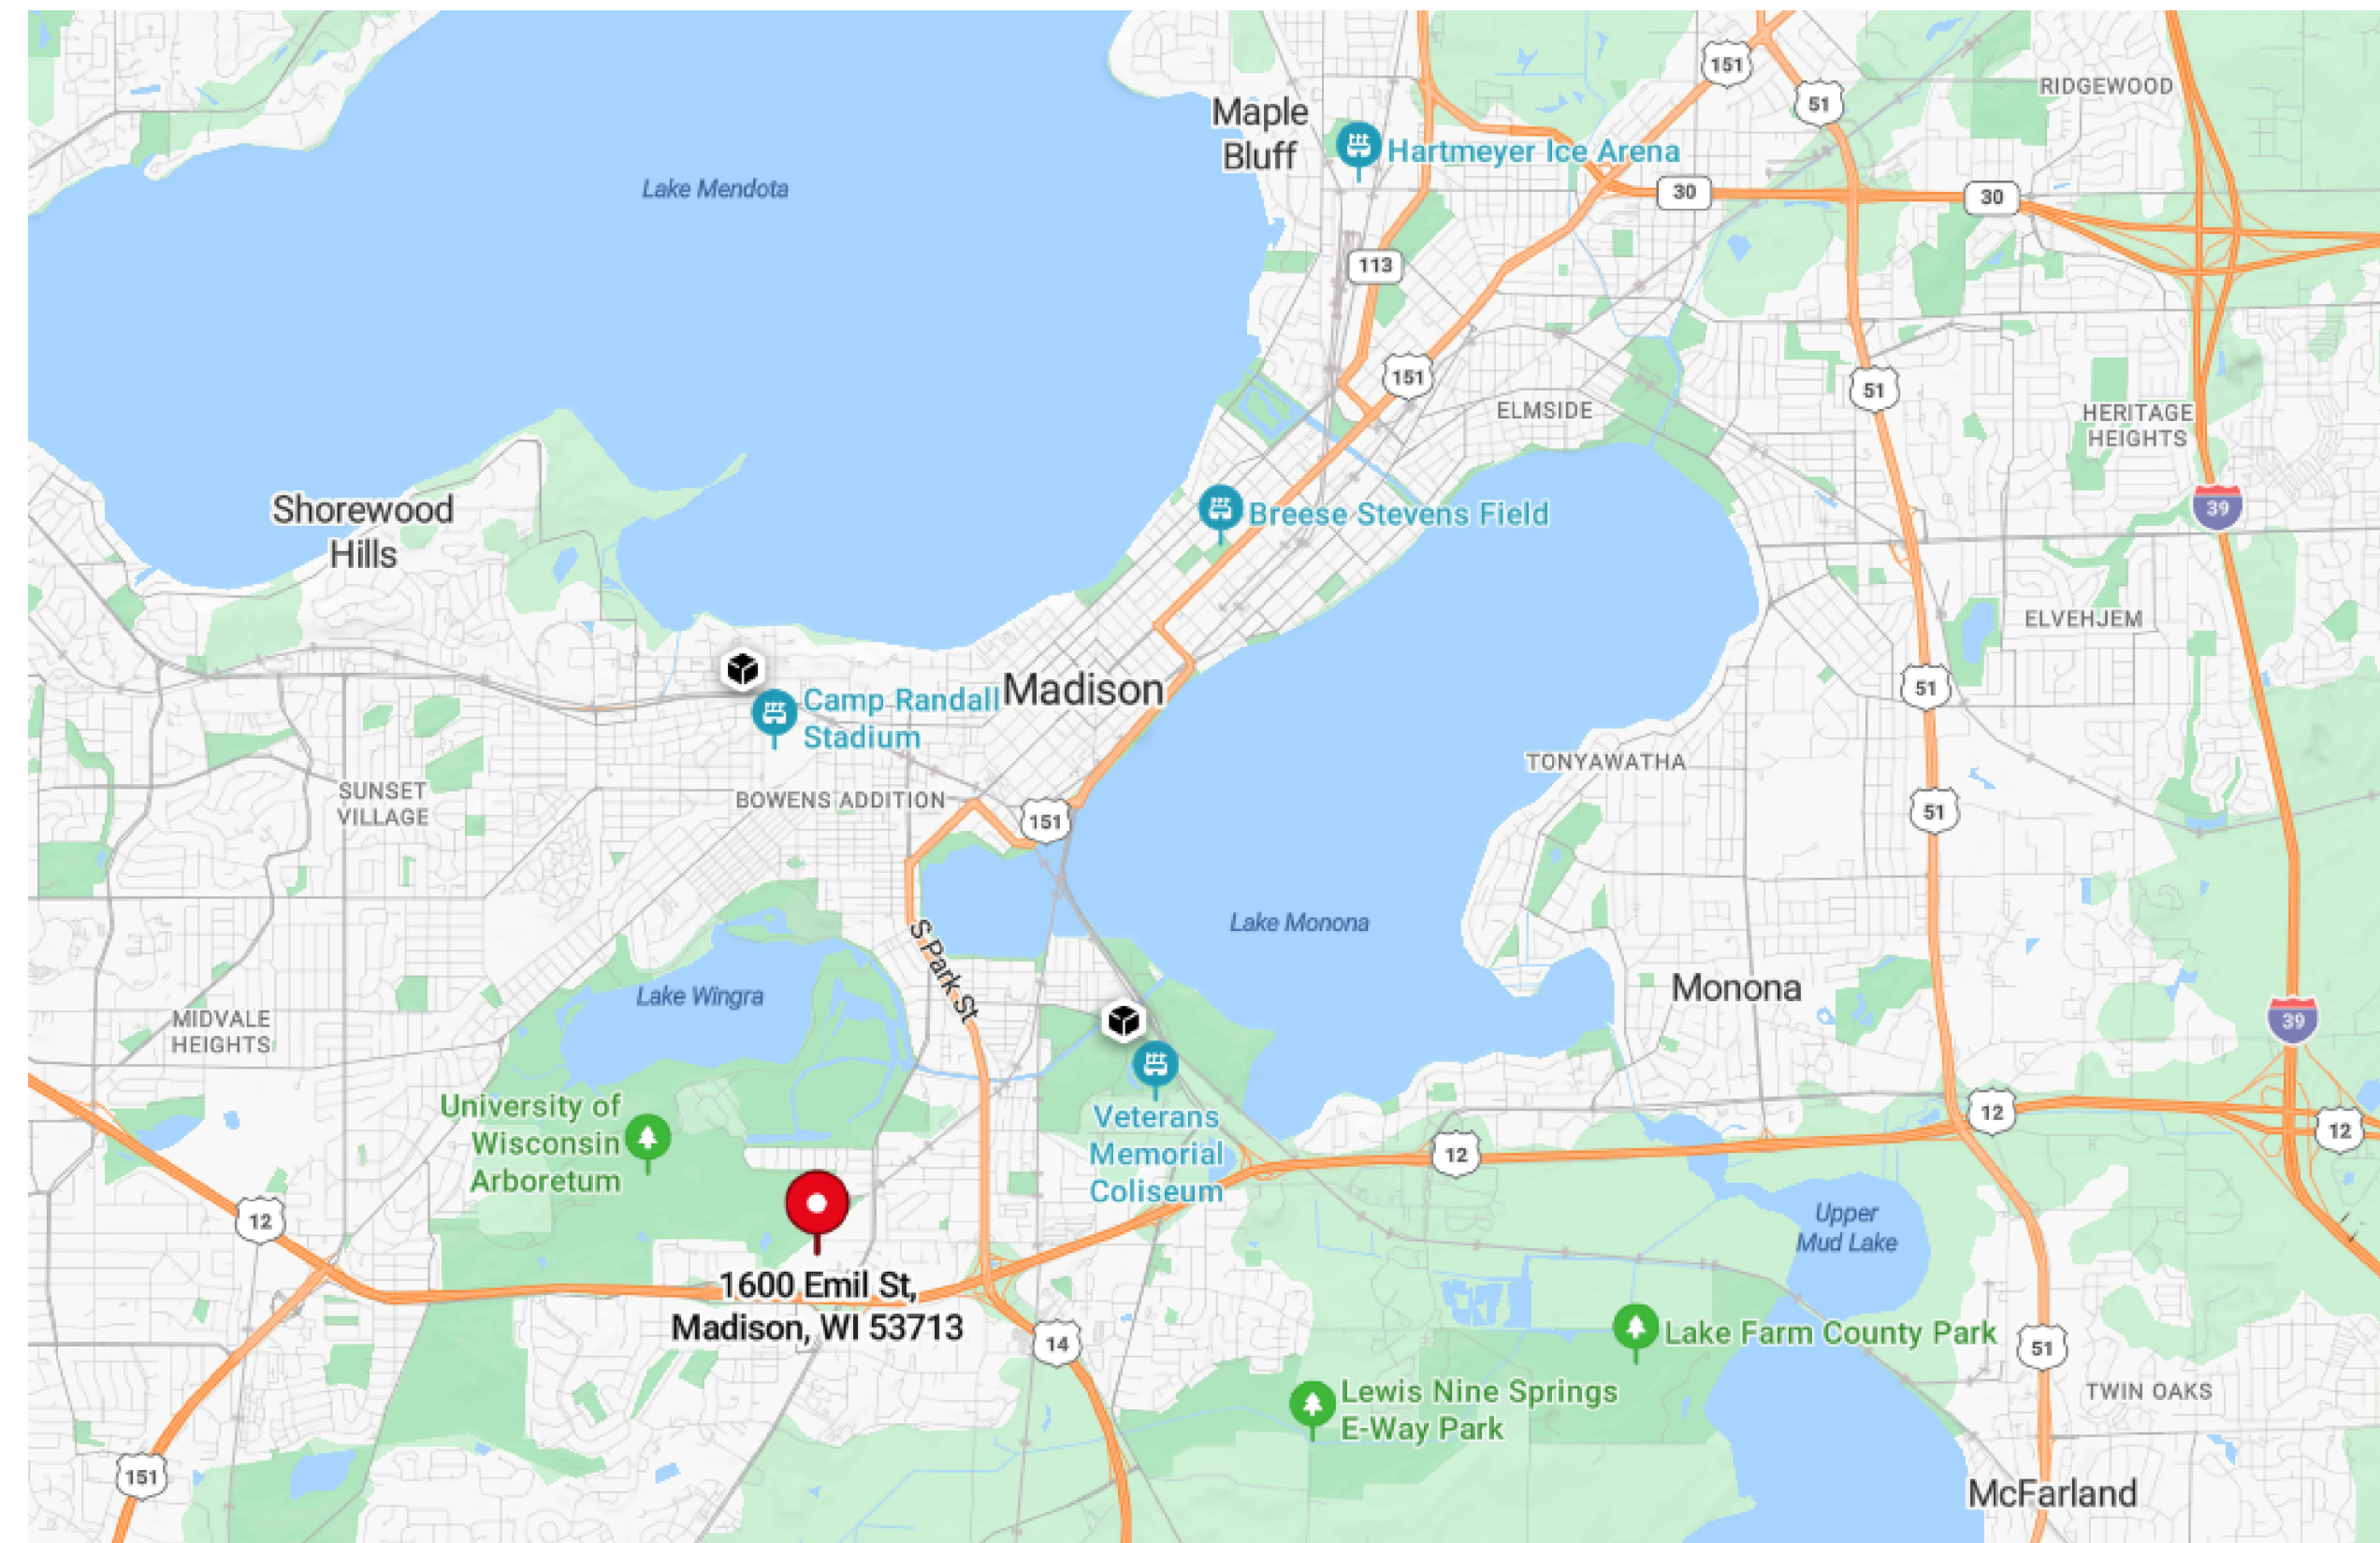 151
51
RIDGEWOOD
Maple
Bluff
Hartmeyer Ice Arena
Lake Mendota
30
30
113
151
51
ELMSIDE
HERITAGE
HEIGHTS
39
Shorewood
Hills
Breese Stevens Field
ELVEHJEM
Camp Randall
Stadium
Madison
51
TONYAWATHA
SUNSET
VILLAGE
BOWENS ADDITION
151
51
Lake Monona
S Park St
Lake Wingra
Monona
MIDVALE
HEIGHTS
39
University of
Wisconsin
Arboretum
Veterans
Memorial
Coliseum
12
12
12
12
Upper
Mud Lake
1600 Emil St,
Madison, WI 53713
14
Lake Farm County Park
51
Lewis Nine Springs
E-Way Park
TWIN OAKS
151
McFarland